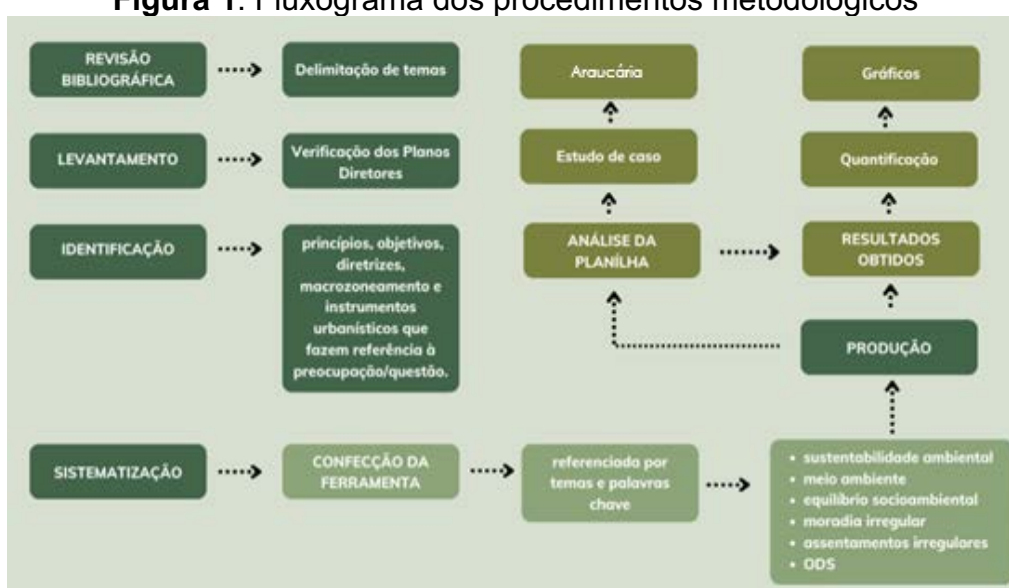 Figura 1. Fluxograma dos procedimentos metodológicos
REVISÃO
BIBLIOGRÁFICA
Delimitação de temas
Araucária
Gráficos
LEVANTAMENTO
Verificação dos Planos
Diretores
Estudo de caso
Quantificação
IDENTIFICAÇÃO
princípios, objetivos,
diretrizes,
macrozoneamento e
instrumentos
urbanísticos que
fazem referência à
preocupação/questão.
ANÁLISE DA
PLANÍLHA
RESULTADOS
OBTIDOS
PRODUÇÃO
SISTEMATIZAÇÃO
CONFECÇÃO DA
FERRAMENTA
referenciada por
temas e palavras
chave
• sustentabilidade ambiental
• meio ambiente
• equilíbrio socioambiental
• moradia irregular
• assentamentos irregulares
• ODS